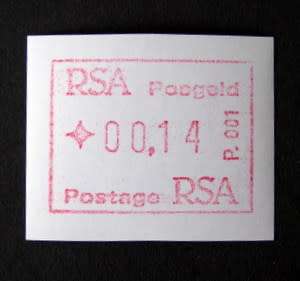 RSA Posgeld
00,14
P.001
Postage RSA